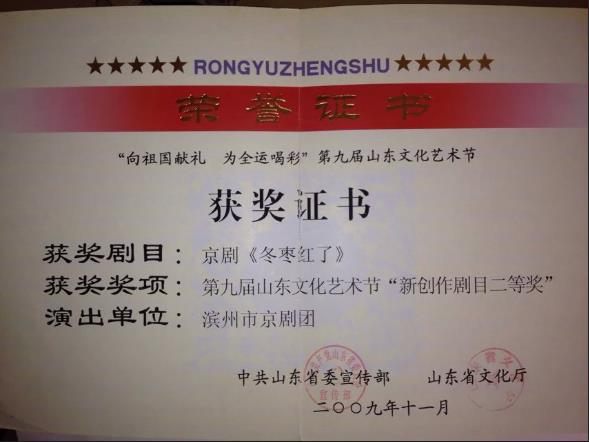 ★★★★★ RONGYUZHENGSHU ★★★★★
荣誉证书
“向祖国献礼 为全运喝彩”第九届山东文化艺术节
获奖证书
获奖剧目：京剧《冬枣红了》
获奖奖项：第九届山东文化艺术节“新创作剧目二等奖”
演出单位：滨州市京剧团
中共山东省委宣传部 山东省文化厅
二〇〇九年十一月
宣传部